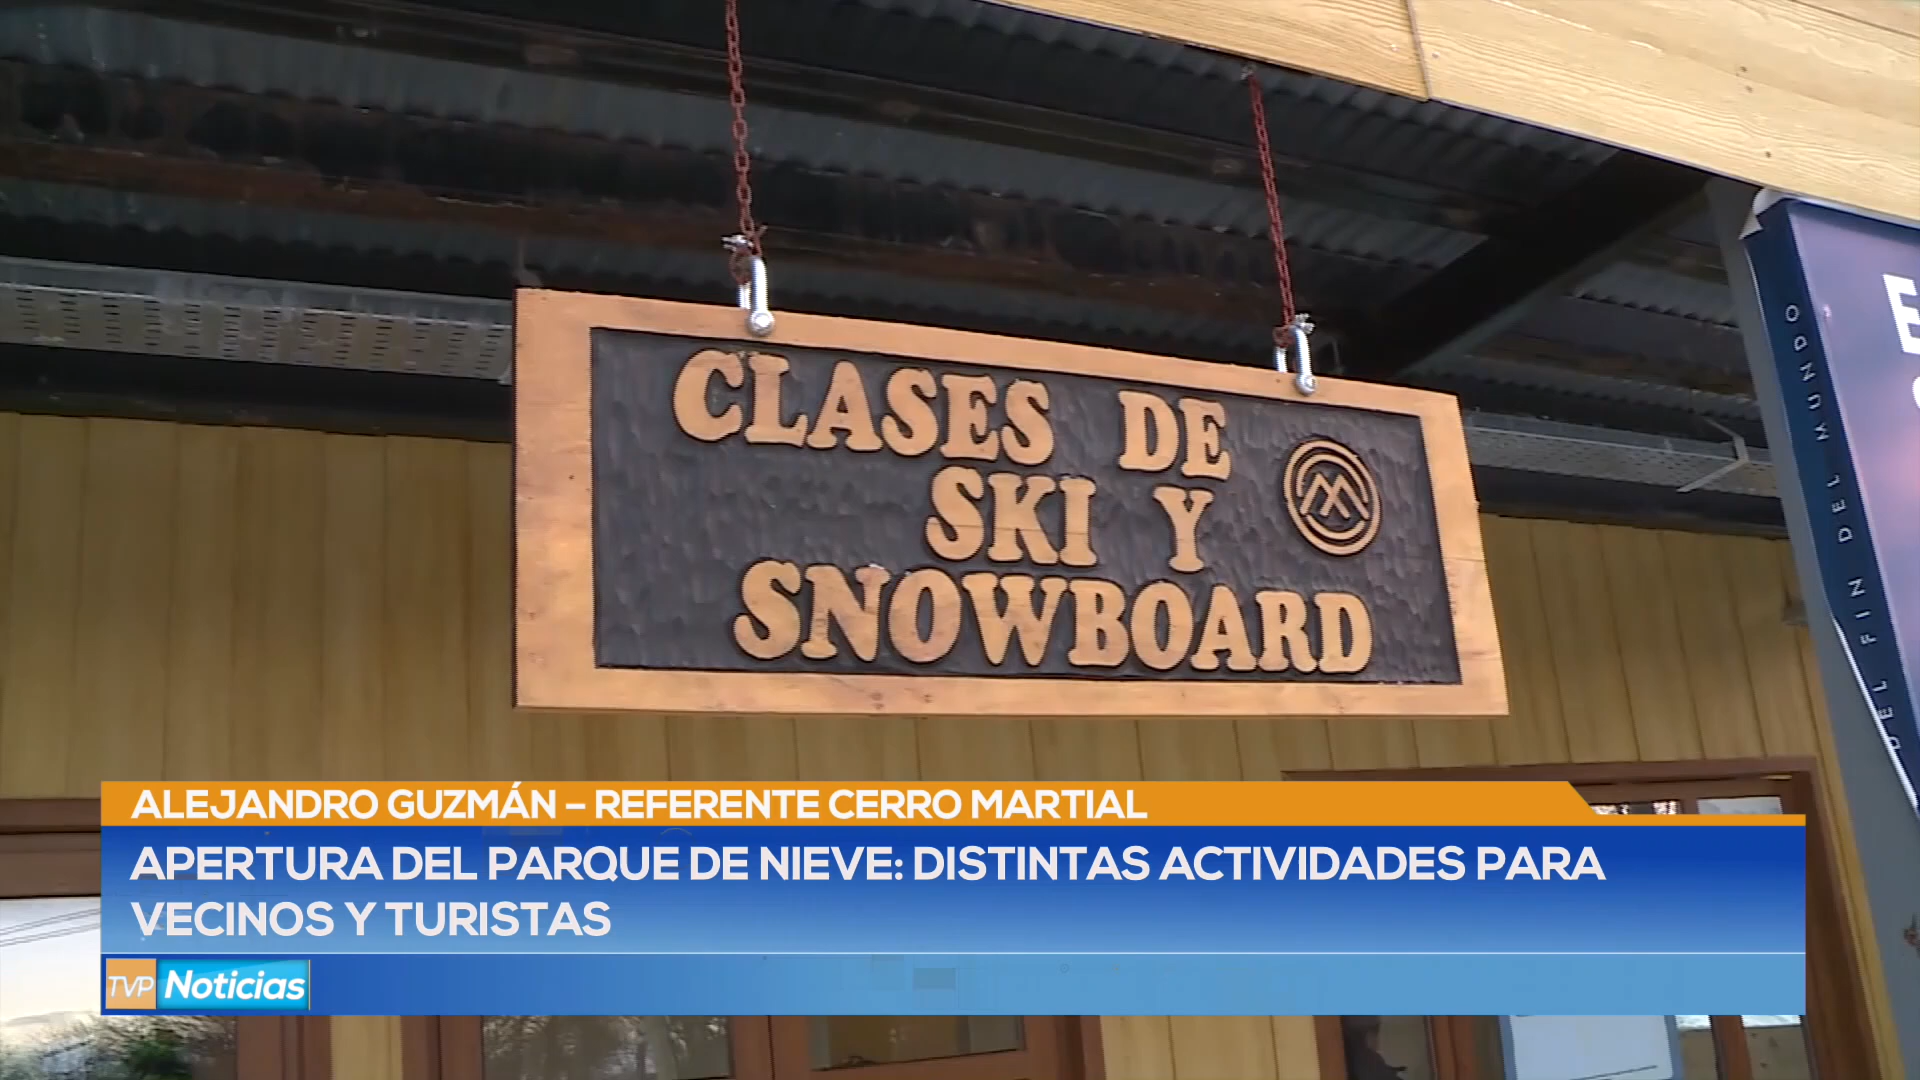 CLASES DE
SKI Y
SNOWBOARD
DEL FIN DEL MUNDO
ALEJANDRO GUZMÁN – REFERENTE CERRO MARTIAL
APERTURA DEL PARQUE DE NIEVE: DISTINTAS ACTIVIDADES PARA
VECINOS Y TURISTAS
TVP Noticias